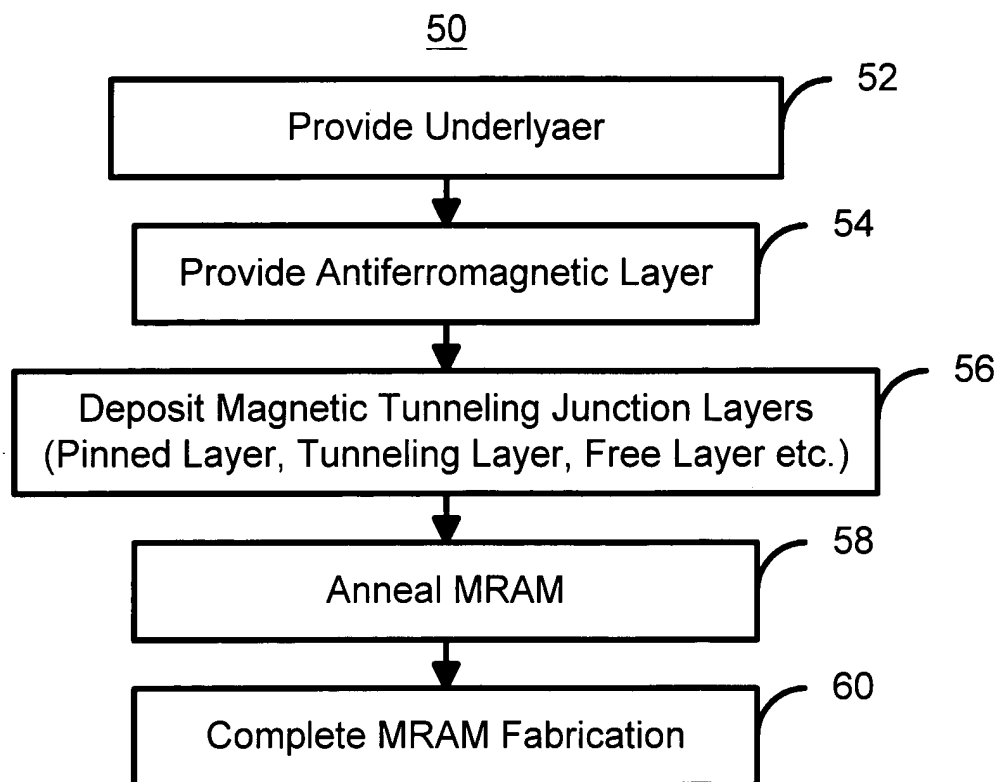 50
52
Provide Underlyaer
54
Provide Antiferromagnetic Layer
56
Deposit Magnetic Tunneling Junction Layers
(Pinned Layer, Tunneling Layer, Free Layer etc.)
58
Anneal MRAM
60
Complete MRAM Fabrication